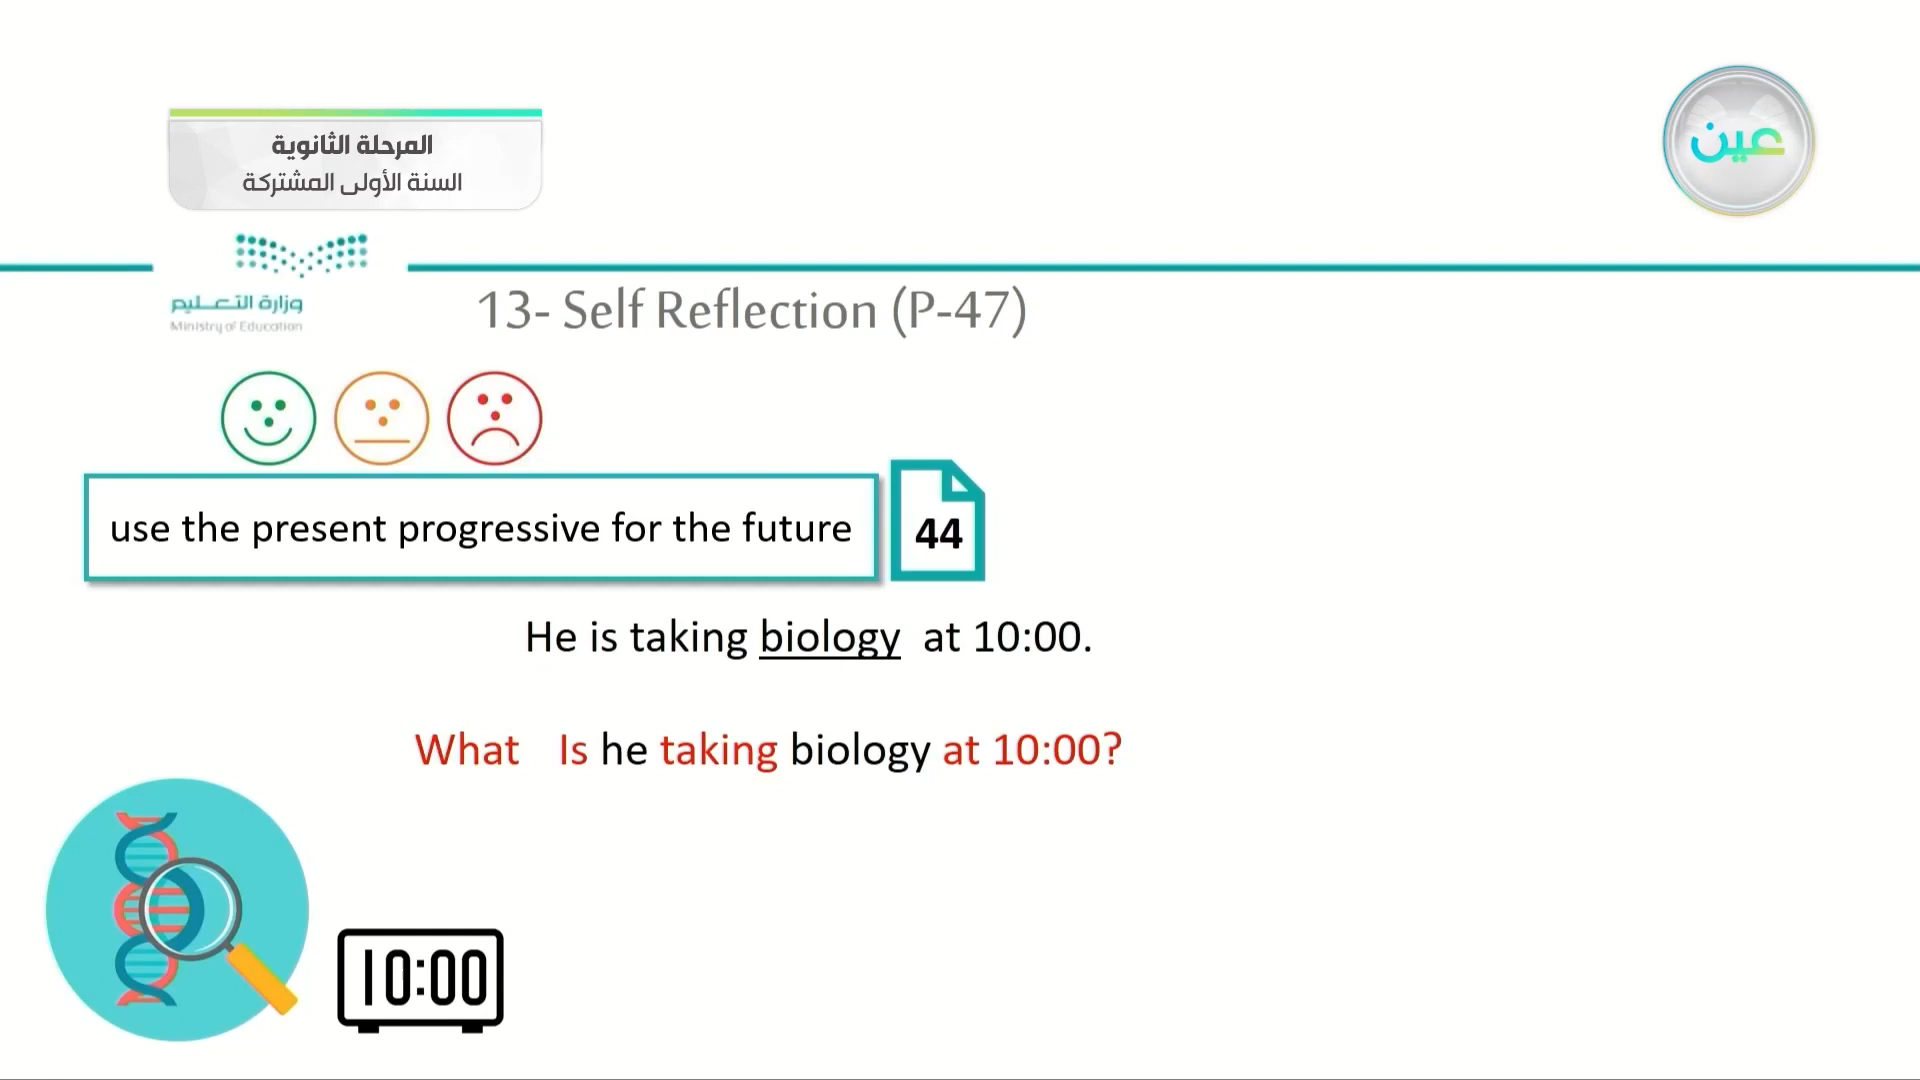 المرحلة الثانوية
السنة الأولى المشتركة
عين
وزارة التعليم
Ministry of Education
13- Self Reflection (P-47)
use the present progressive for the future
44
He is taking biology at 10:00.
What Is he taking biology at 10:00?
10:00